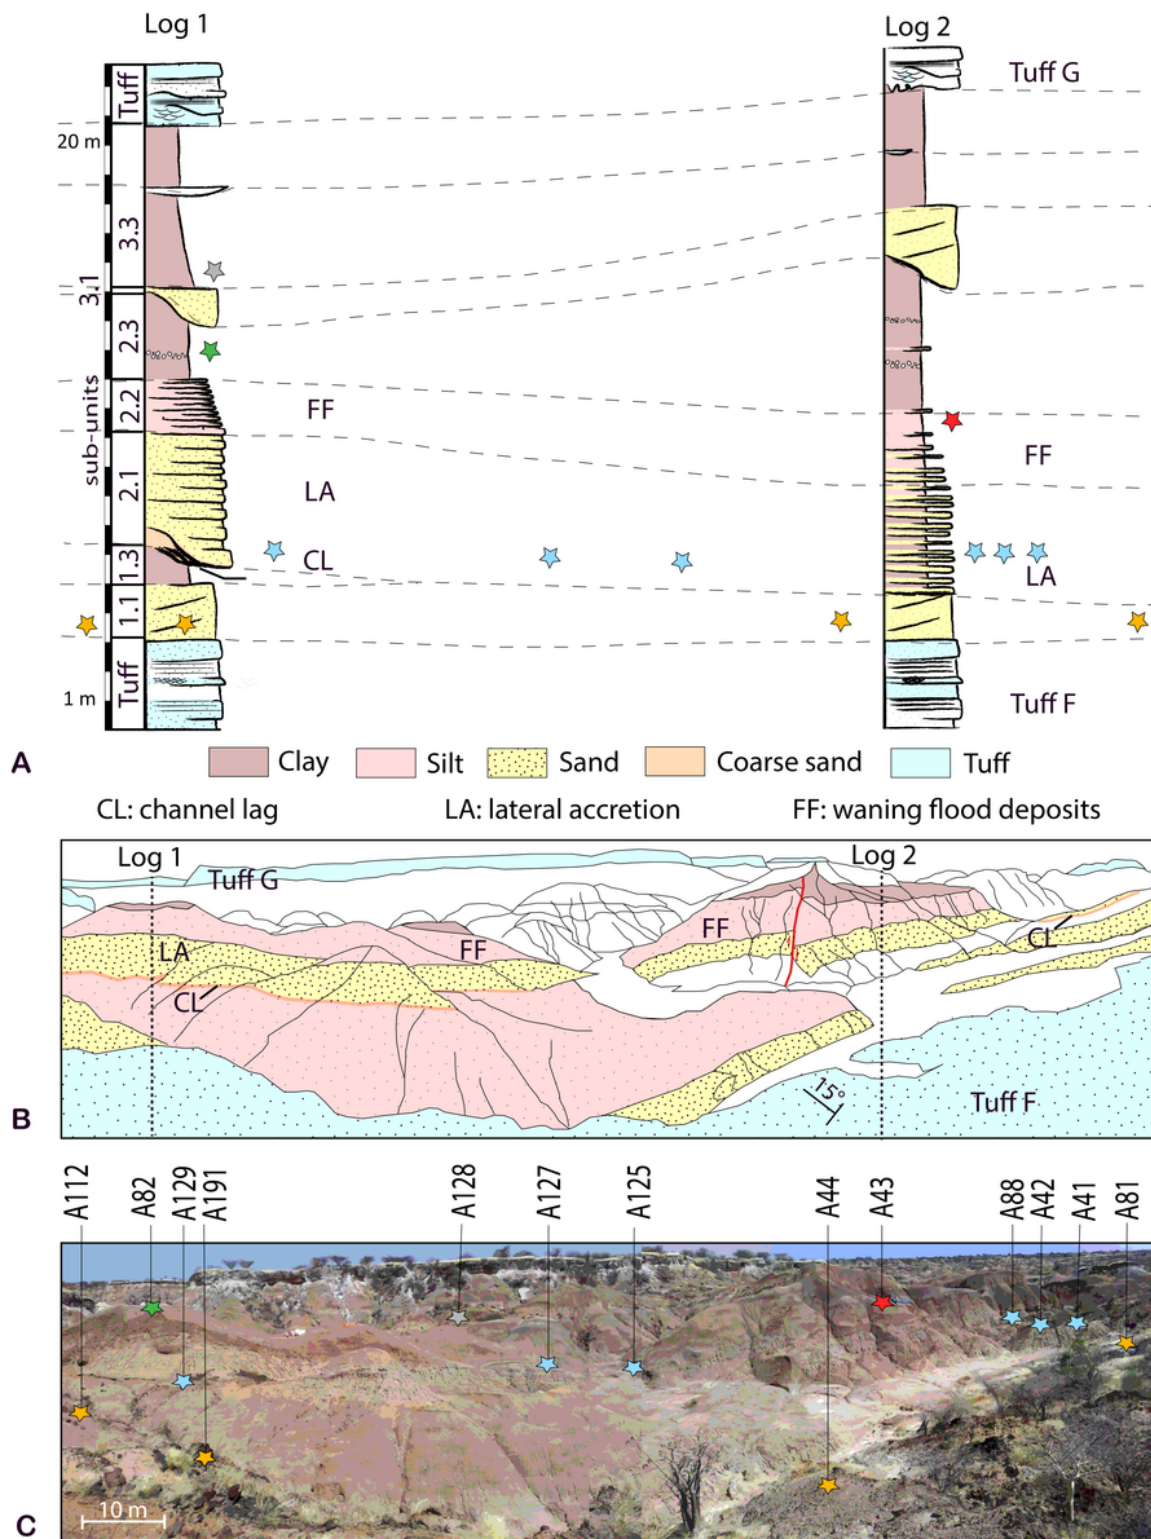 Log 1
Log 2
Tuff
Tuff G
20 m
3.3
3.1
2.3
sub-units
2.2
FF
FF
2.1
LA
CL
1.3
LA
1.1
Tuff
1 m
Tuff F
A
Clay
Silt
Sand
Coarse sand
Tuff
CL: channel lag
LA: lateral accretion
FF: waning flood deposits
Log 1
Log 2
Tuff G
LA
FF
FF
CL
CL
15°
Tuff F
B
A112
A82
A129
A191
A128
A127
A125
A44
A43
A88
A42
A41
A81
10 m
C